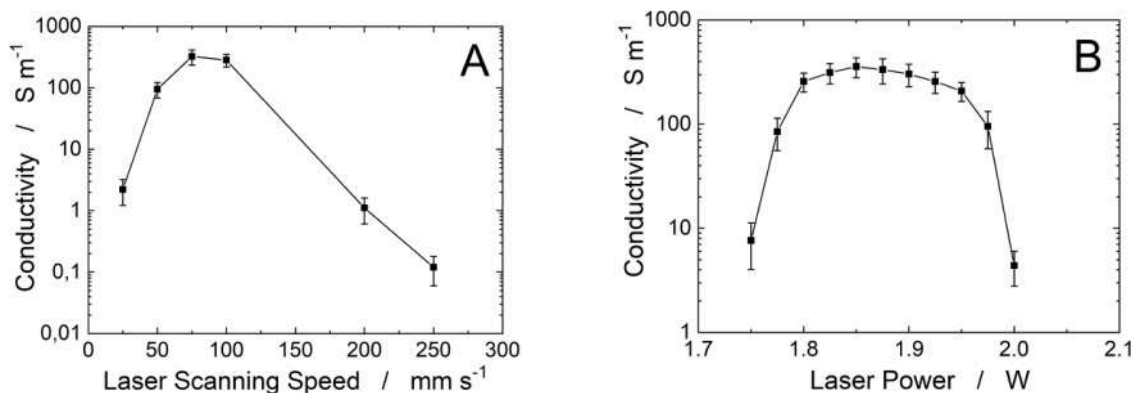 A
1000
100
10
1
0,1
0,01
Conductivity / S m⁻¹
0 50 100 150 200 250 300
Laser Scanning Speed / mm s⁻¹
B
1000
100
10
1
Conductivity / S m⁻¹
1.7 1.8 1.9 2.0 2.1
Laser Power / W